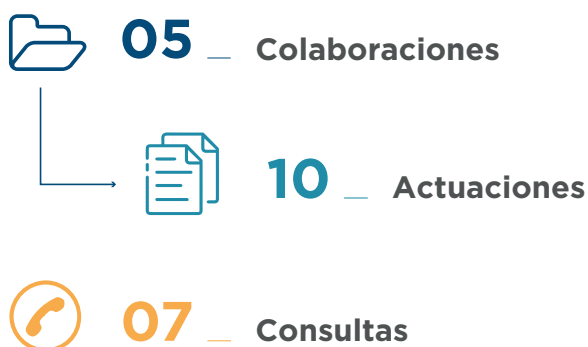 05 _ Colaboraciones
10 _ Actuaciones
07 _ Consultas